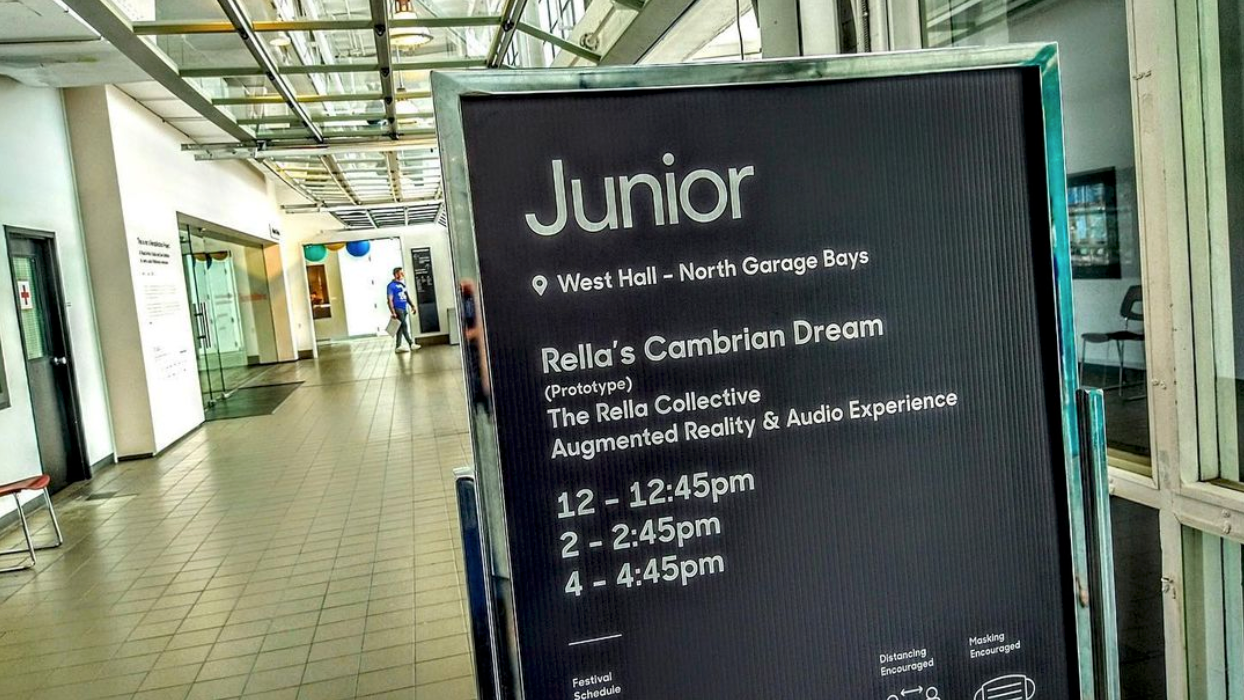 Junior
West Hall – North Garage Bays
Rella's Cambrian Dream
(Prototype)
The Rella Collective
Augmented Reality & Audio Experience
12 – 12:45pm
2 – 2:45pm
4 – 4:45pm
Festival
Schedule
Distancing
Encouraged
Masking
Encouraged